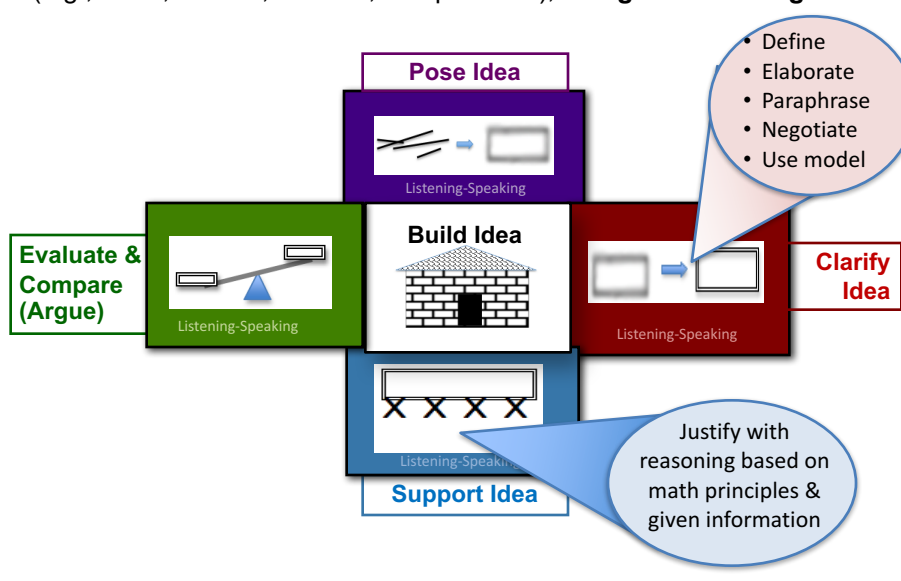 Pose Idea
Listening-Speaking
• Define
• Elaborate
• Paraphrase
• Negotiate
• Use model
Evaluate &
Compare
(Argue)
Listening-Speaking
Build Idea
Clarify
Idea
Listening-Speaking
Listening-Speaking
Support Idea
Justify with
reasoning based on
math principles &
given information